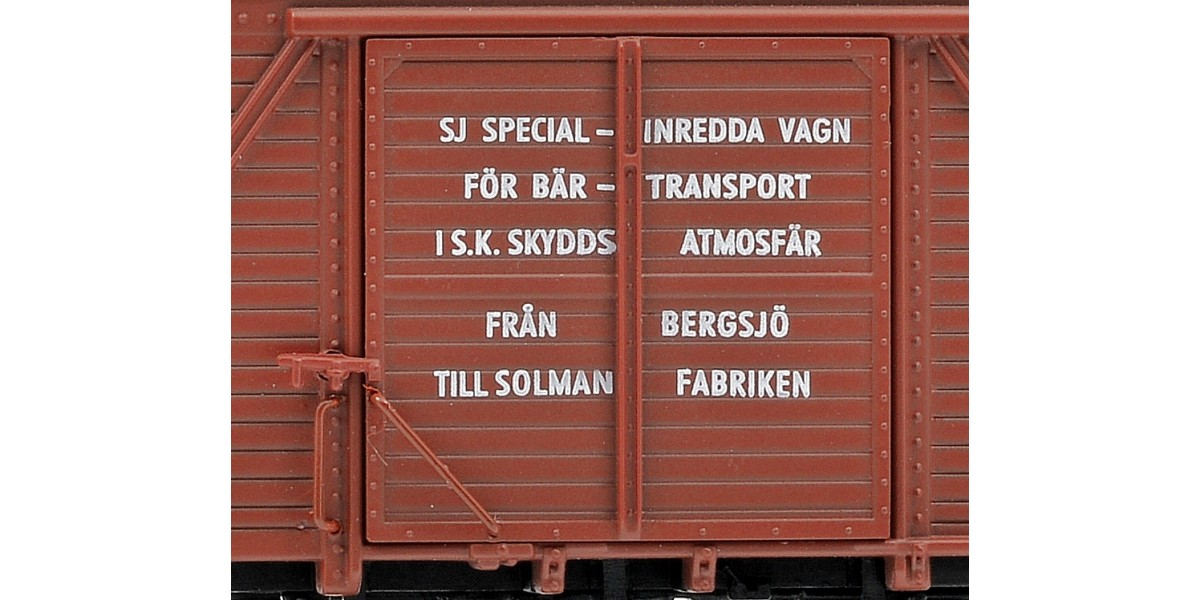 SJ SPECIAL – INREDDA VAGN
FÖR BÄR – TRANSPORT
I S.K. SKYDDS ATMOSFÄR
FRÅN BERGSJÖ
TILL SOLMAN FABRIKEN